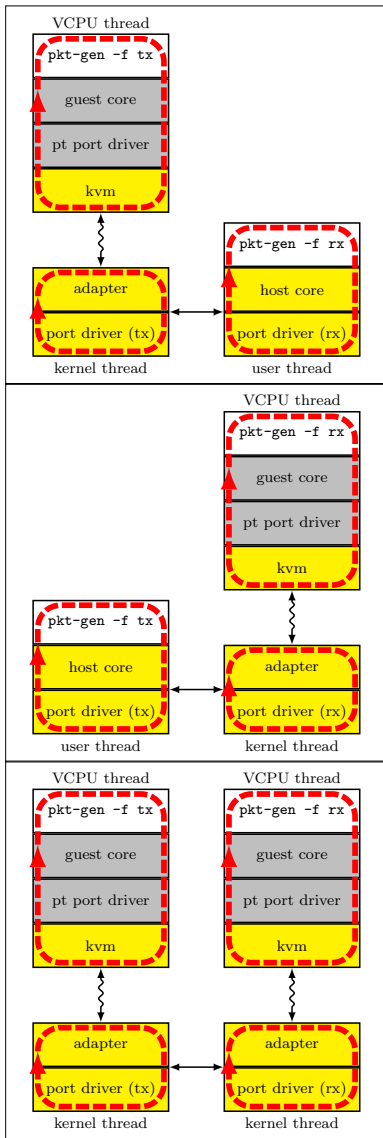 VCPU thread
pkt-gen -f tx
guest core
pt port driver
kvm
adapter
port driver (tx)
kernel thread
pkt-gen -f rx
host core
port driver (rx)
user thread
VCPU thread
pkt-gen -f rx
guest core
pt port driver
kvm
pkt-gen -f tx
host core
port driver (tx)
user thread
adapter
port driver (rx)
kernel thread
VCPU thread
pkt-gen -f tx
guest core
pt port driver
kvm
adapter
port driver (tx)
kernel thread
VCPU thread
pkt-gen -f rx
guest core
pt port driver
kvm
adapter
port driver (rx)
kernel thread